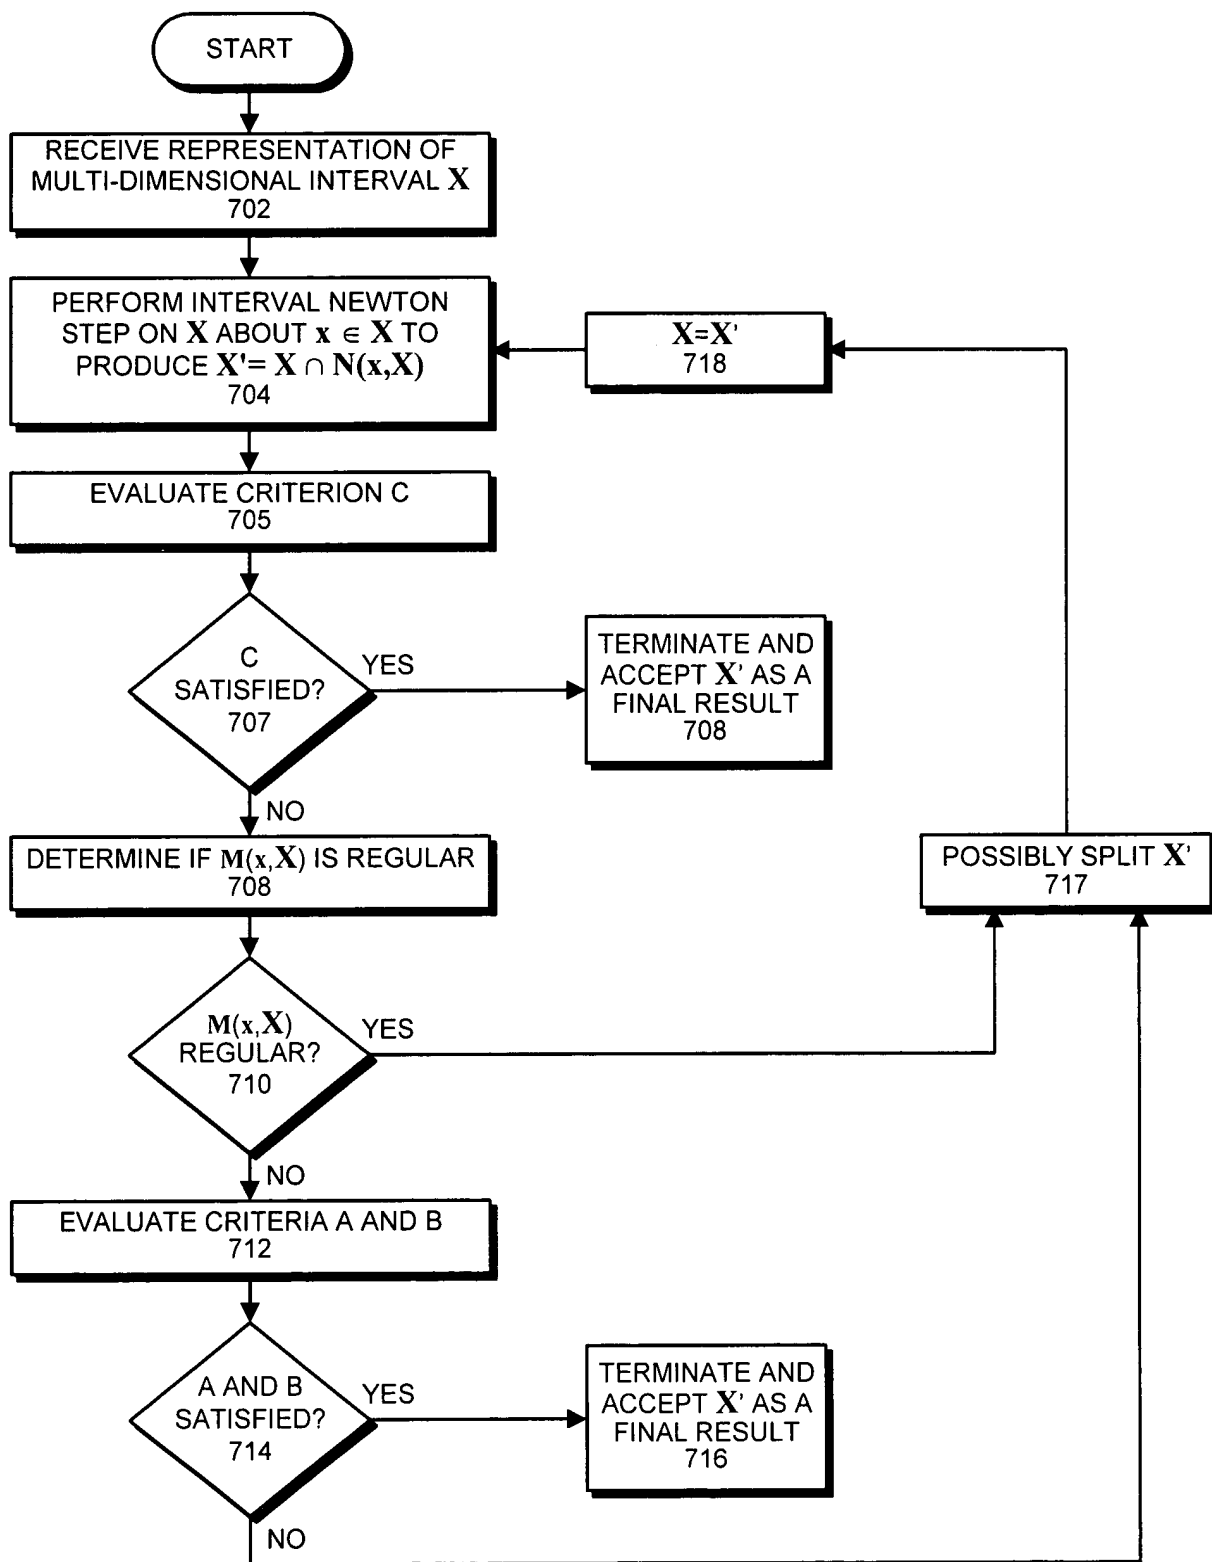 START
RECEIVE REPRESENTATION OF
MULTI-DIMENSIONAL INTERVAL X
702
PERFORM INTERVAL NEWTON
STEP ON X ABOUT x ∈ X TO
PRODUCE X'= X ∩ N(x,X)
704
X=X'
718
EVALUATE CRITERION C
705
C
SATISFIED?
707
YES
TERMINATE AND
ACCEPT X' AS A
FINAL RESULT
708
NO
DETERMINE IF M(x,X) IS REGULAR
708
POSSIBLY SPLIT X'
717
M(x,X)
REGULAR?
710
YES
NO
EVALUATE CRITERIA A AND B
712
A AND B
SATISFIED?
714
YES
TERMINATE AND
ACCEPT X' AS A
FINAL RESULT
716
NO